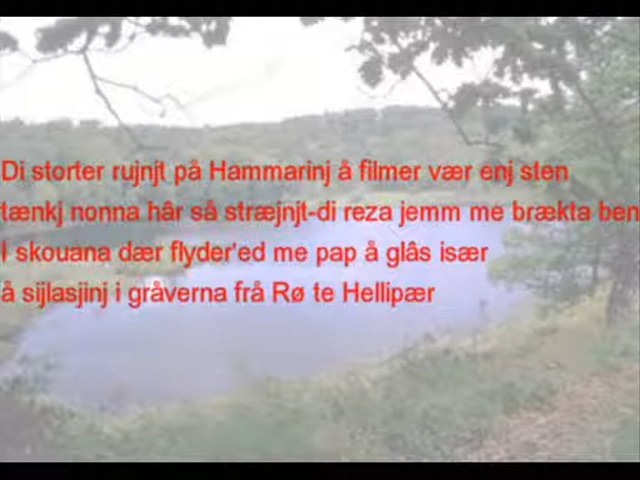 Di storter rujnjt på Hammarinj å filmer vær enj sten
tænkj nonna hâr så stræjnjt-di reza jemm me brækta ben
I skouana dær flyder'ed me pap å glâs især
å sijlasjinj i gråverna frå Rø te Hellipær